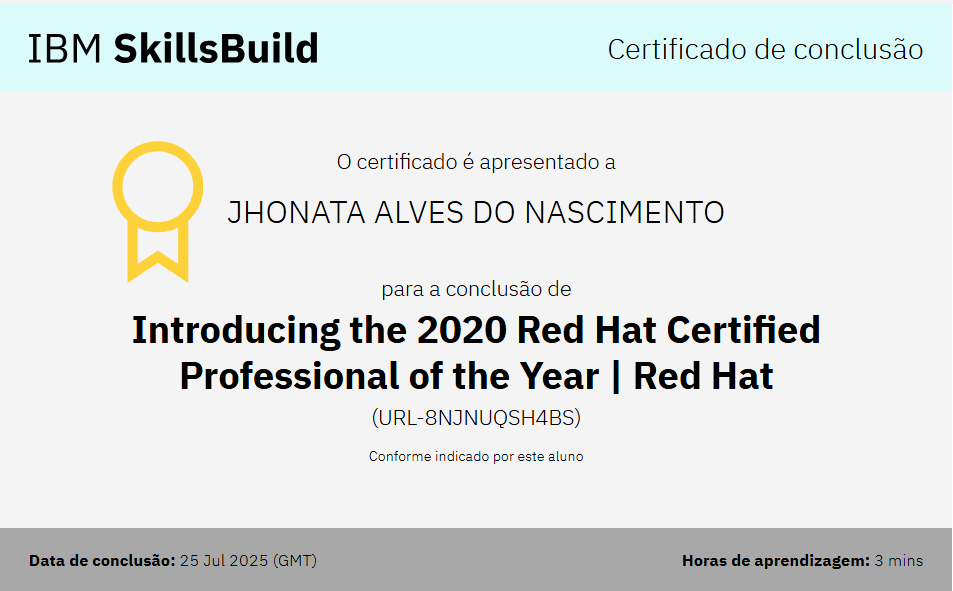 IBM SkillsBuild
Certificado de conclusão
O certificado é apresentado a
JHONATA ALVES DO NASCIMENTO
para a conclusão de
Introducing the 2020 Red Hat Certified
Professional of the Year | Red Hat
(URL-8NJNUQSH4BS)
Conforme indicado por este aluno
Data de conclusão: 25 Jul 2025 (GMT)
Horas de aprendizagem: 3 mins